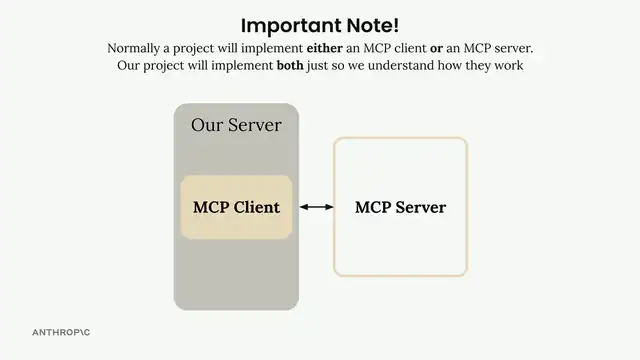 Important Note!
Normally a project will implement either an MCP client or an MCP server.
Our project will implement both just so we understand how they work
Our Server
MCP Client
MCP Server
ANTHROP\C